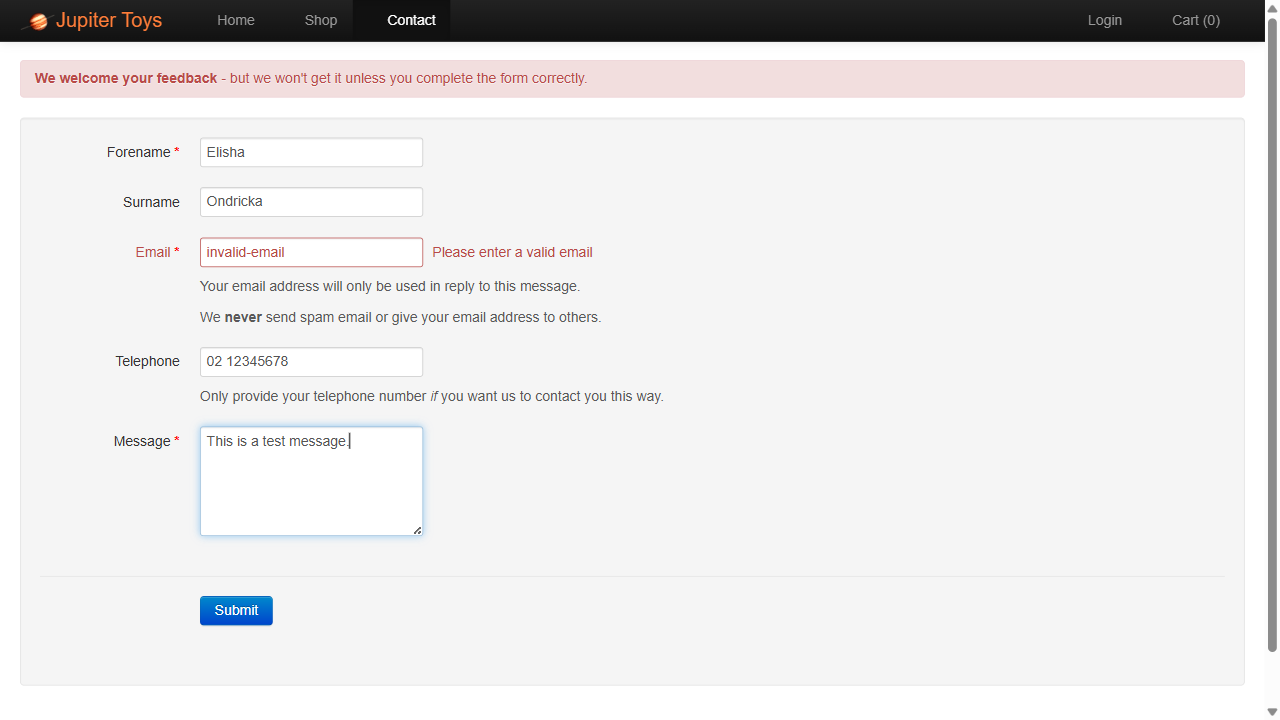 Jupiter Toys Home Shop Contact Login Cart (0)
We welcome your feedback - but we won't get it unless you complete the form correctly.
Forename * Elisha
Surname Ondricka
Email * invalid-email Please enter a valid email
Your email address will only be used in reply to this message.
We never send spam email or give your email address to others.
Telephone 02 12345678
Only provide your telephone number if you want us to contact you this way.
Message * This is a test message.
Submit